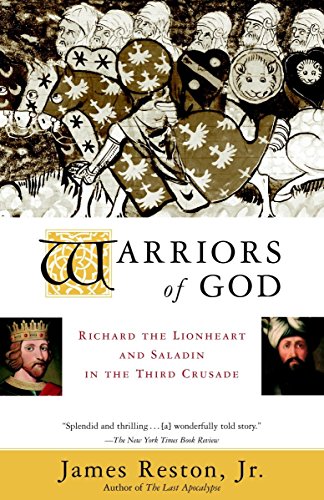 WARRIORS
of GOD
RICHARD THE LIONHEART
AND SALADIN
IN THE THIRD CRUSADE
"Splendid and thrilling . . . [a] wonderfully told story."
—The New York Times Book Review
James Reston, Jr.
Author of The Last Apocalypse